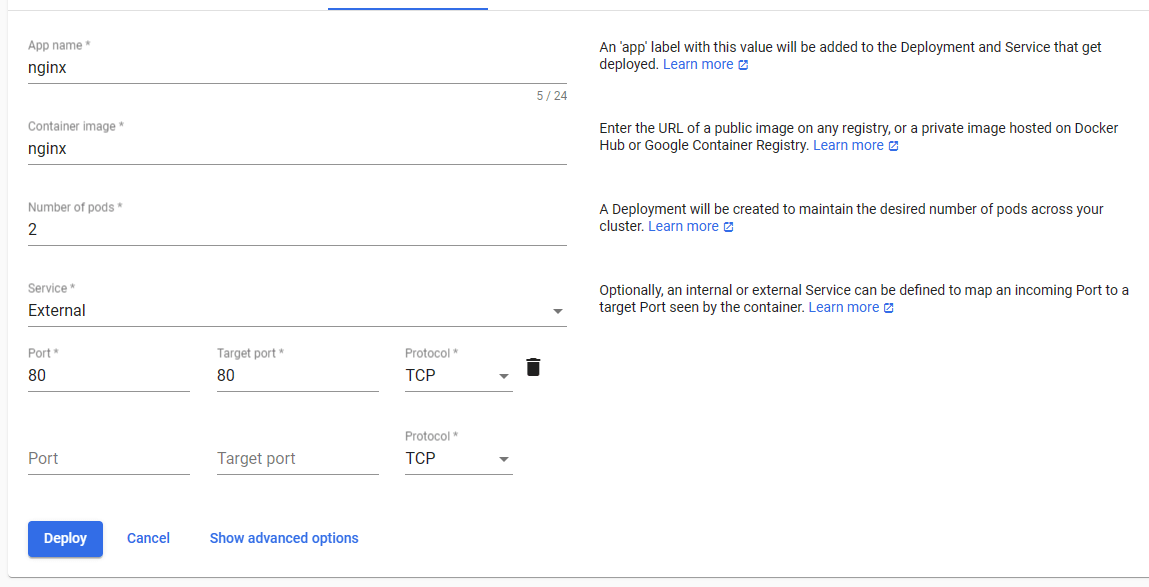 App name *
nginx
5 / 24
An 'app' label with this value will be added to the Deployment and Service that get
deployed. Learn more
Container image *
nginx
Enter the URL of a public image on any registry, or a private image hosted on Docker
Hub or Google Container Registry. Learn more
Number of pods *
2
A Deployment will be created to maintain the desired number of pods across your
cluster. Learn more
Service *
External
Optionally, an internal or external Service can be defined to map an incoming Port to a
target Port seen by the container. Learn more
Port * Target port * Protocol *
80 80 TCP
Protocol *
Port Target port TCP
Deploy Cancel Show advanced options